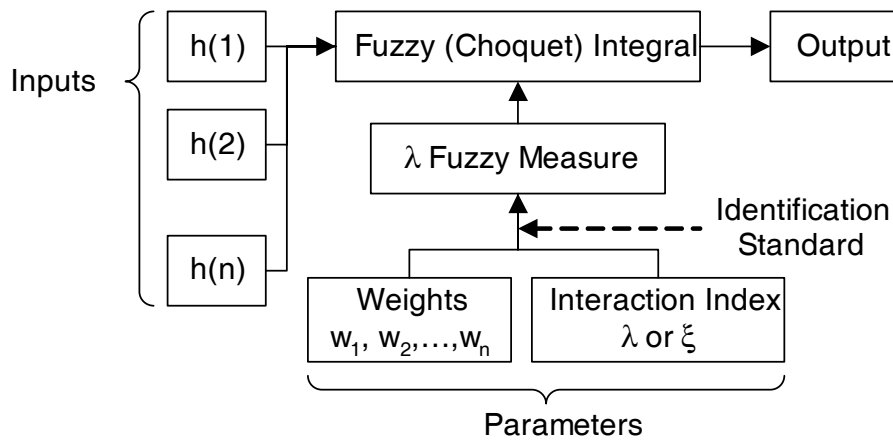 h(1)
Fuzzy (Choquet) Integral
Output
Inputs
h(2)
λ Fuzzy Measure
Identification
Standard
h(n)
Weights
w1, w2,...,wn
Interaction Index
λ or ξ
Parameters